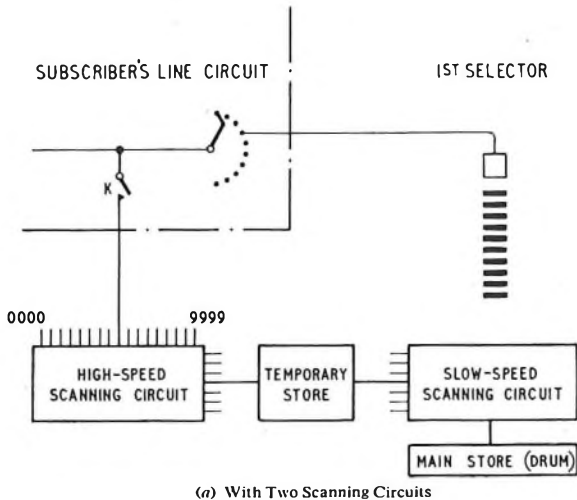 SUBSCRIBER'S LINE CIRCUIT
1ST SELECTOR
K
0000
9999
HIGH-SPEED
SCANNING CIRCUIT
TEMPORARY
STORE
SLOW-SPEED
SCANNING CIRCUIT
MAIN STORE (DRUM)
(a) With Two Scanning Circuits